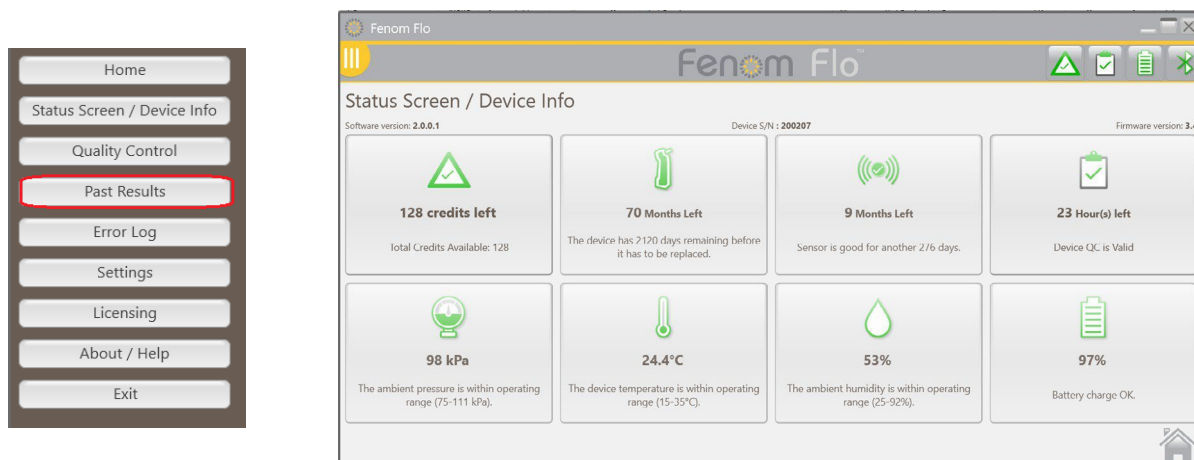 Home
Status Screen / Device Info
Quality Control
Past Results
Error Log
Settings
Licensing
About / Help
Exit
Fenom Flo
Fenom Flo™
Status Screen / Device Info
Software version: 2.0.0.1
Device S/N : 200207
Firmware version: 3.4
128 credits left
Total Credits Available: 128
70 Months Left
The device has 2120 days remaining before
it has to be replaced.
9 Months Left
Sensor is good for another 276 days.
23 Hour(s) left
Device QC is Valid
98 kPa
The ambient pressure is within operating
range (75-111 kPa).
24.4°C
The device temperature is within operating
range (15-35°C).
53%
The ambient humidity is within operating
range (25-92%).
97%
Battery charge OK.